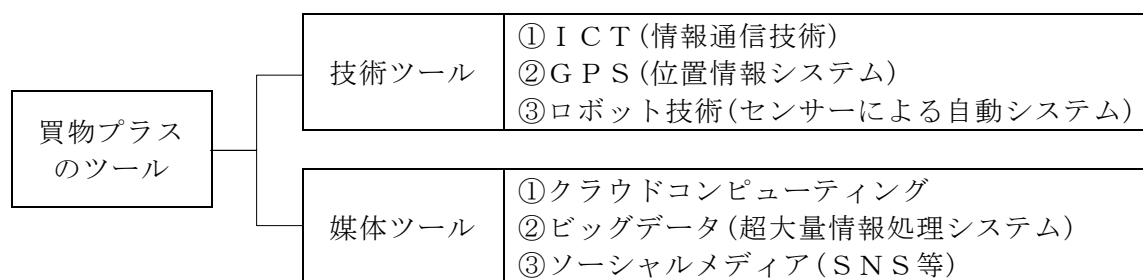 買物プラス
のツール
技術ツール
①ＩＣＴ(情報通信技術)
②ＧＰＳ(位置情報システム)
③ロボット技術(センサーによる自動システム)
媒体ツール
①クラウドコンピューティング
②ビッグデータ(超大量情報処理システム)
③ソーシャルメディア(ＳＮＳ等)